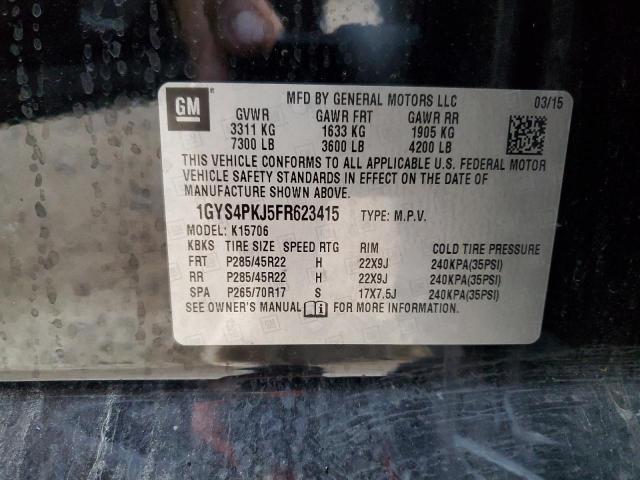 GM
MFD BY GENERAL MOTORS LLC 03/15
GVWR GAWR FRT GAWR RR
3311 KG 1633 KG 1905 KG
7300 LB 3600 LB 4200 LB
THIS VEHICLE CONFORMS TO ALL APPLICABLE U.S. FEDERAL MOTOR
VEHICLE SAFETY STANDARDS IN EFFECT ON THE DATE OF
MANUFACTURE SHOWN ABOVE.
1GYS4PKJ5FR623415 TYPE: M.P.V.
MODEL: K15706
KBKS TIRE SIZE SPEED RTG RIM COLD TIRE PRESSURE
FRT P285/45R22 H 22X9J 240KPA(35PSI)
RR P285/45R22 H 22X9J 240KPA(35PSI)
SPA P265/70R17 S 17X7.5J 240KPA(35PSI)
SEE OWNER'S MANUAL FOR MORE INFORMATION.